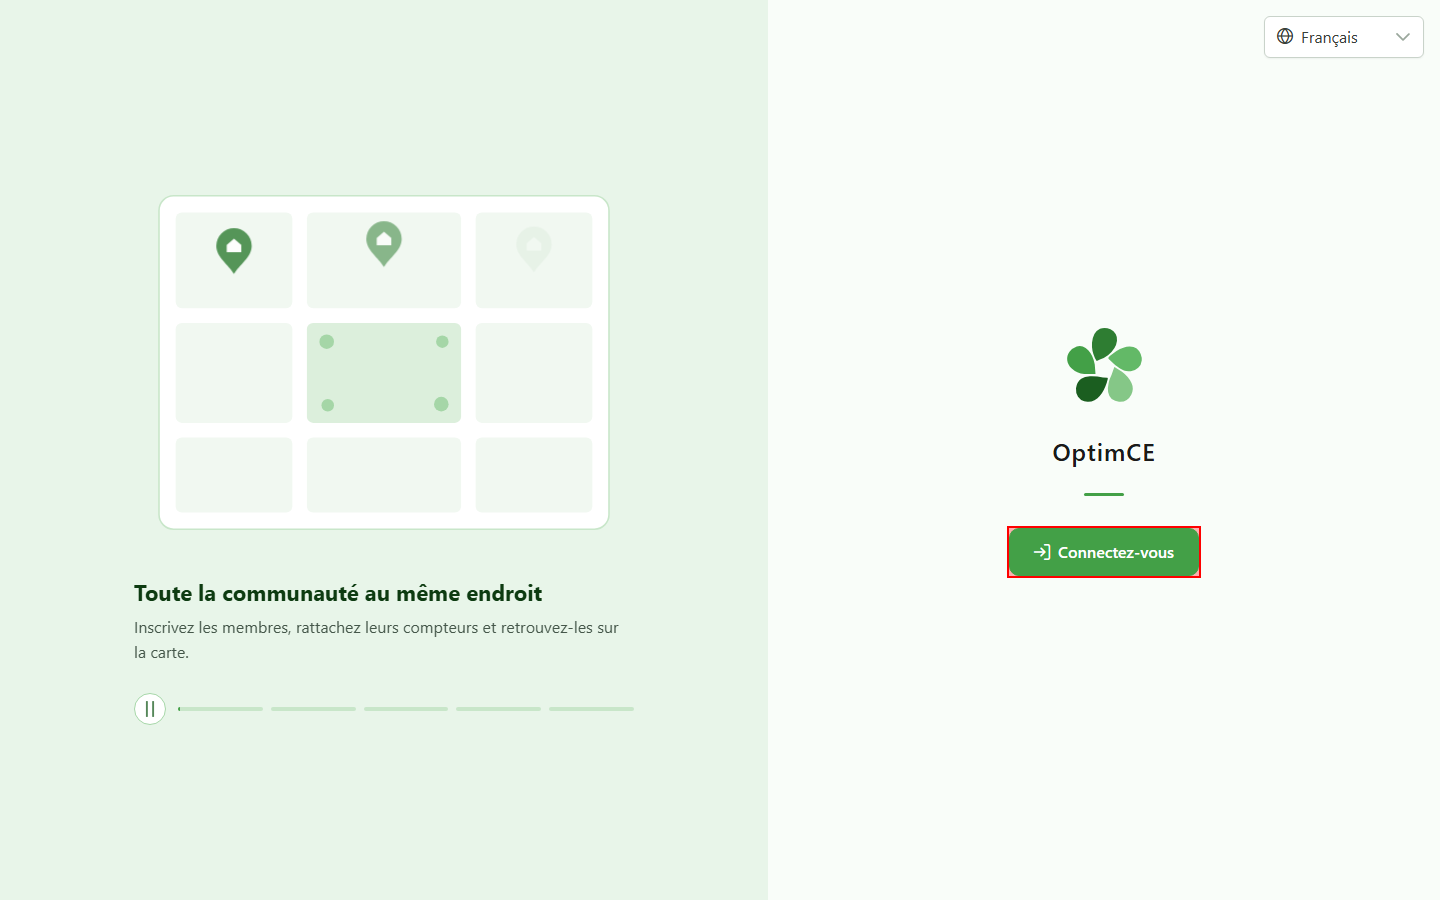 Français
OptimCE
Connectez-vous
Toute la communauté au même endroit
Inscrivez les membres, rattachez leurs compteurs et retrouvez-les sur
la carte.